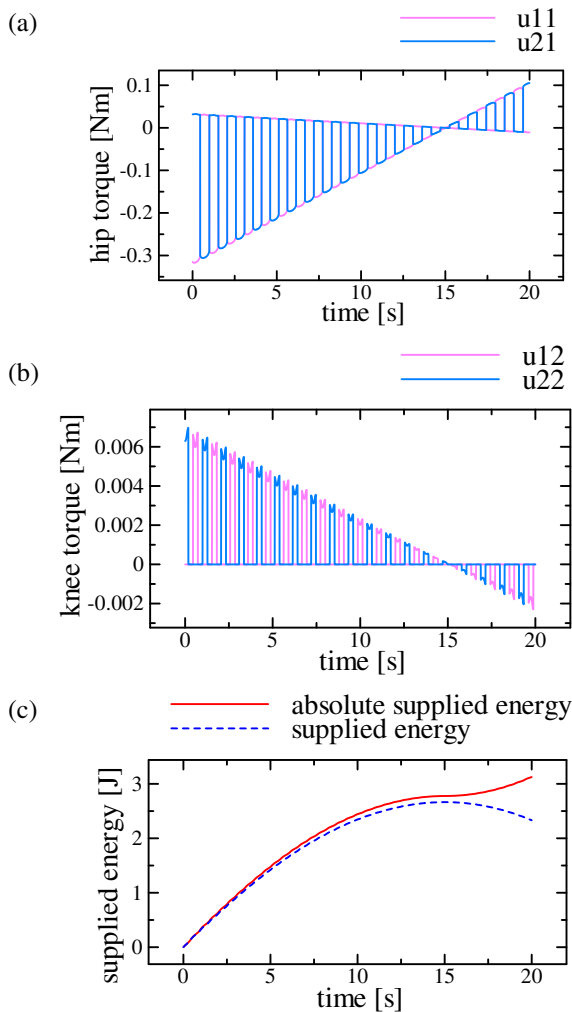 (a)
u11
u21
hip torque [Nm]
0.1
0
-0.1
-0.2
-0.3
0 5 10 15 20
time [s]
(b)
u12
u22
knee torque [Nm]
0.006
0.004
0.002
0
-0.002
0 5 10 15 20
time [s]
(c)
absolute supplied energy
supplied energy
supplied energy [J]
3
2
1
0
0 5 10 15 20
time [s]